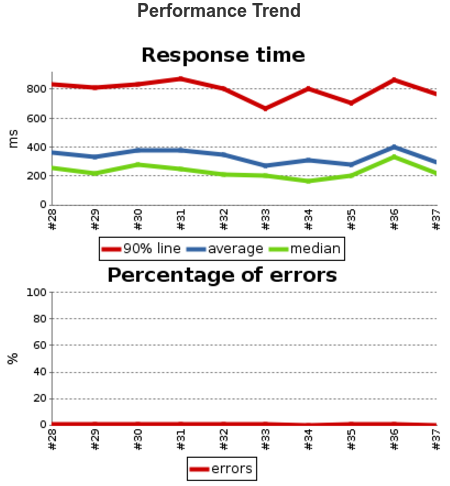 Performance Trend
Response time
800
600
400
200
0
ms
#28 #29 #30 #31 #32 #33 #34 #35 #36 #37
90% line average median
Percentage of errors
100
80
60
40
20
0
%
#28 #29 #30 #31 #32 #33 #34 #35 #36 #37
errors